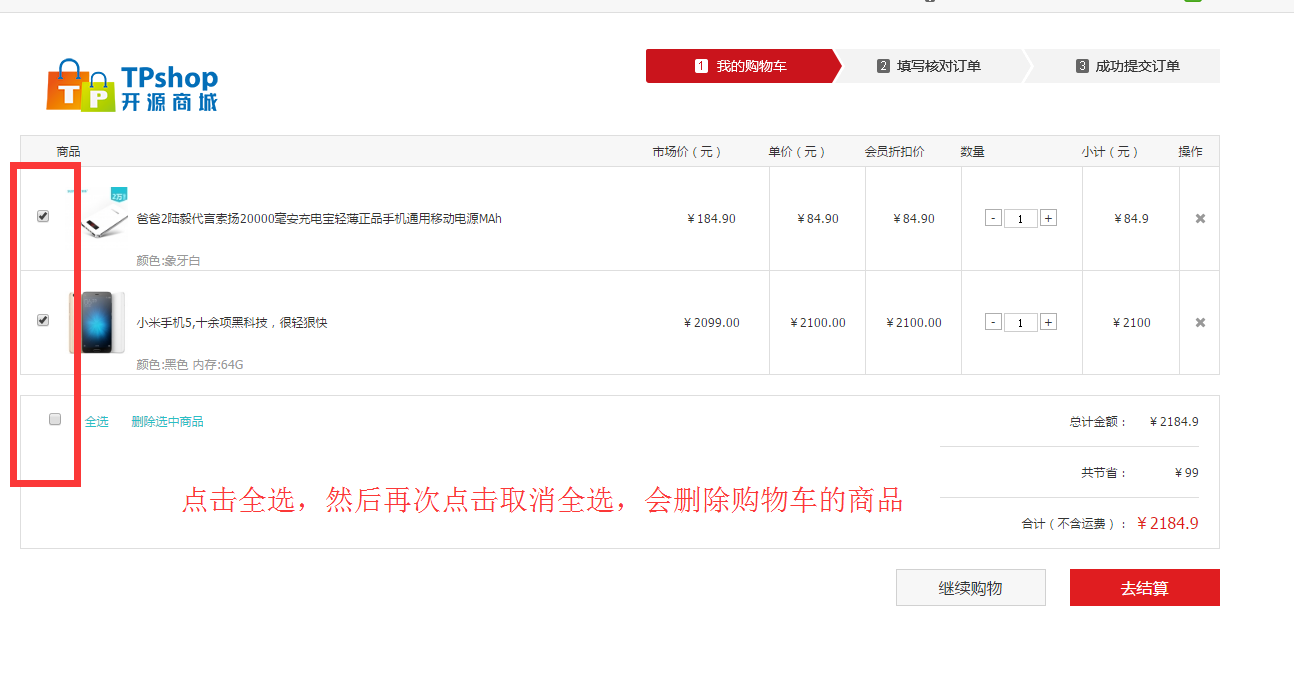 TPshop
开源商城
1 我的购物车 2 填写核对订单 3 成功提交订单
商品 市场价（元） 单价（元） 会员折扣价 数量 小计（元） 操作
2万!
爸爸2陆毅代言索扬20000毫安充电宝轻薄正品手机通用移动电源MAh ￥184.90 ￥84.90 ￥84.90 - 1 + ￥84.9 ✖
颜色:象牙白
小米手机5,十余项黑科技，很轻狠快 ￥2099.00 ￥2100.00 ￥2100.00 - 1 + ￥2100 ✖
颜色:黑色 内存:64G
全选 删除选中商品 总计金额： ￥2184.9
共节省： ￥99
点击全选，然后再次点击取消全选，会删除购物车的商品
合计（不含运费）： ￥2184.9
继续购物 去结算